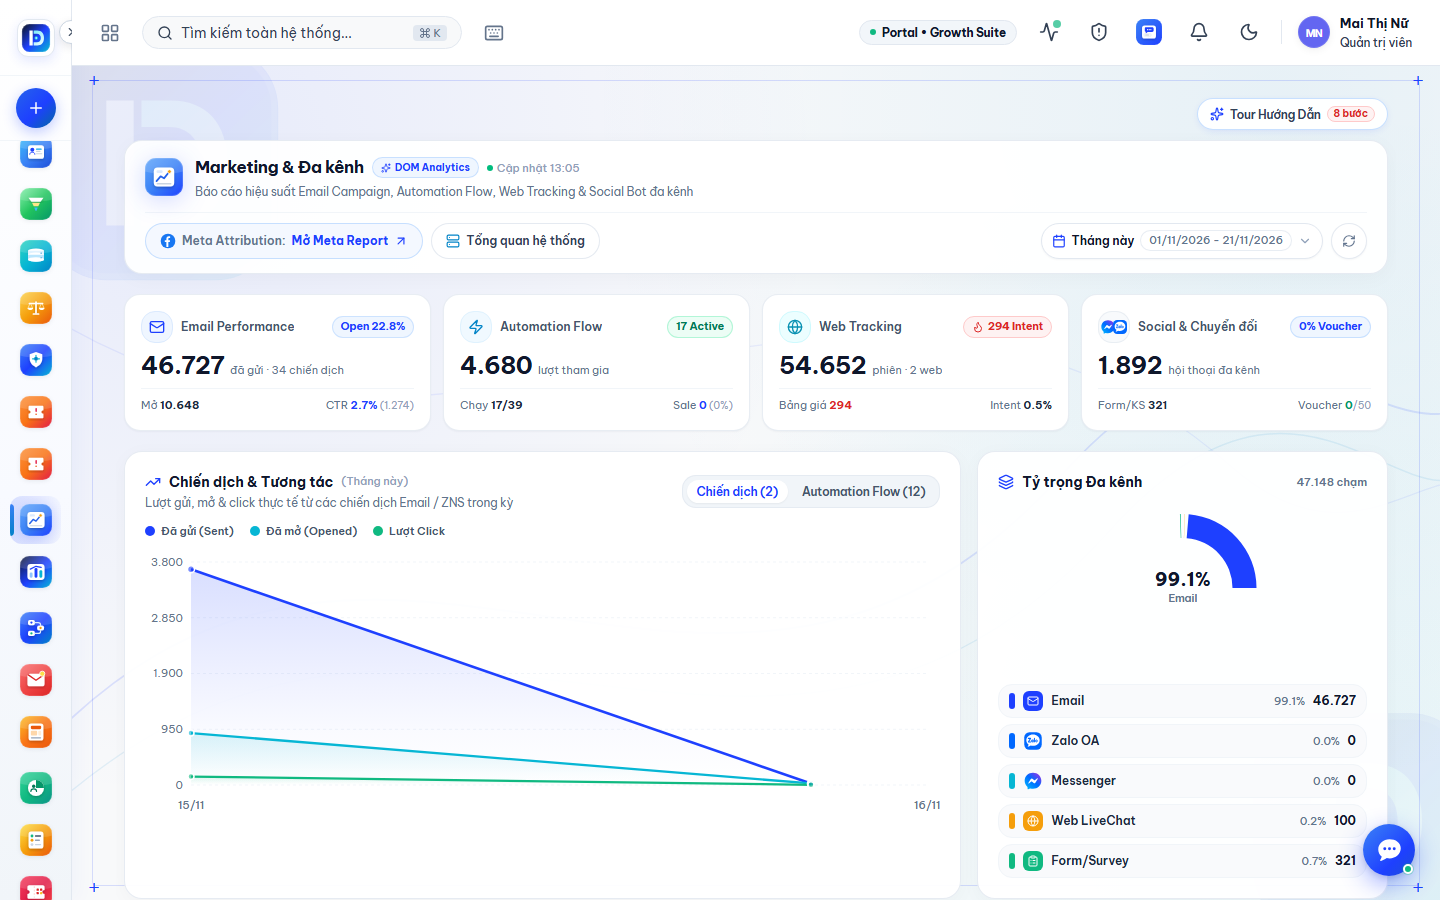 Tìm kiếm toàn hệ thống...
⌘ K
Portal • Growth Suite
MN
Mai Thị Nữ
Quản trị viên
Tour Hướng Dẫn
8 bước
Marketing & Đa kênh
DOM Analytics
Cập nhật 13:05
Báo cáo hiệu suất Email Campaign, Automation Flow, Web Tracking & Social Bot đa kênh
Meta Attribution: Mở Meta Report
Tổng quan hệ thống
Tháng này
01/11/2026 - 21/11/2026
Email Performance
Open 22.8%
46.727 đã gửi · 34 chiến dịch
Mở 10.648
CTR 2.7% (1.274)
Automation Flow
17 Active
4.680 lượt tham gia
Chạy 17/39
Sale 0 (0%)
Web Tracking
294 Intent
54.652 phiên · 2 web
Bảng giá 294
Intent 0.5%
Social & Chuyển đổi
0% Voucher
1.892 hội thoại đa kênh
Form/KS 321
Voucher 0/50
Chiến dịch & Tương tác (Tháng này)
Lượt gửi, mở & click thực tế từ các chiến dịch Email / ZNS trong kỳ
Chiến dịch (2)
Automation Flow (12)
Đã gửi (Sent)
Đã mở (Opened)
Lượt Click
3.800
2.850
1.900
950
0
15/11
16/11
Tỷ trọng Đa kênh
47.148 chạm
99.1%
Email
Email 99.1% 46.727
Zalo OA 0.0% 0
Messenger 0.0% 0
Web LiveChat 0.2% 100
Form/Survey 0.7% 321